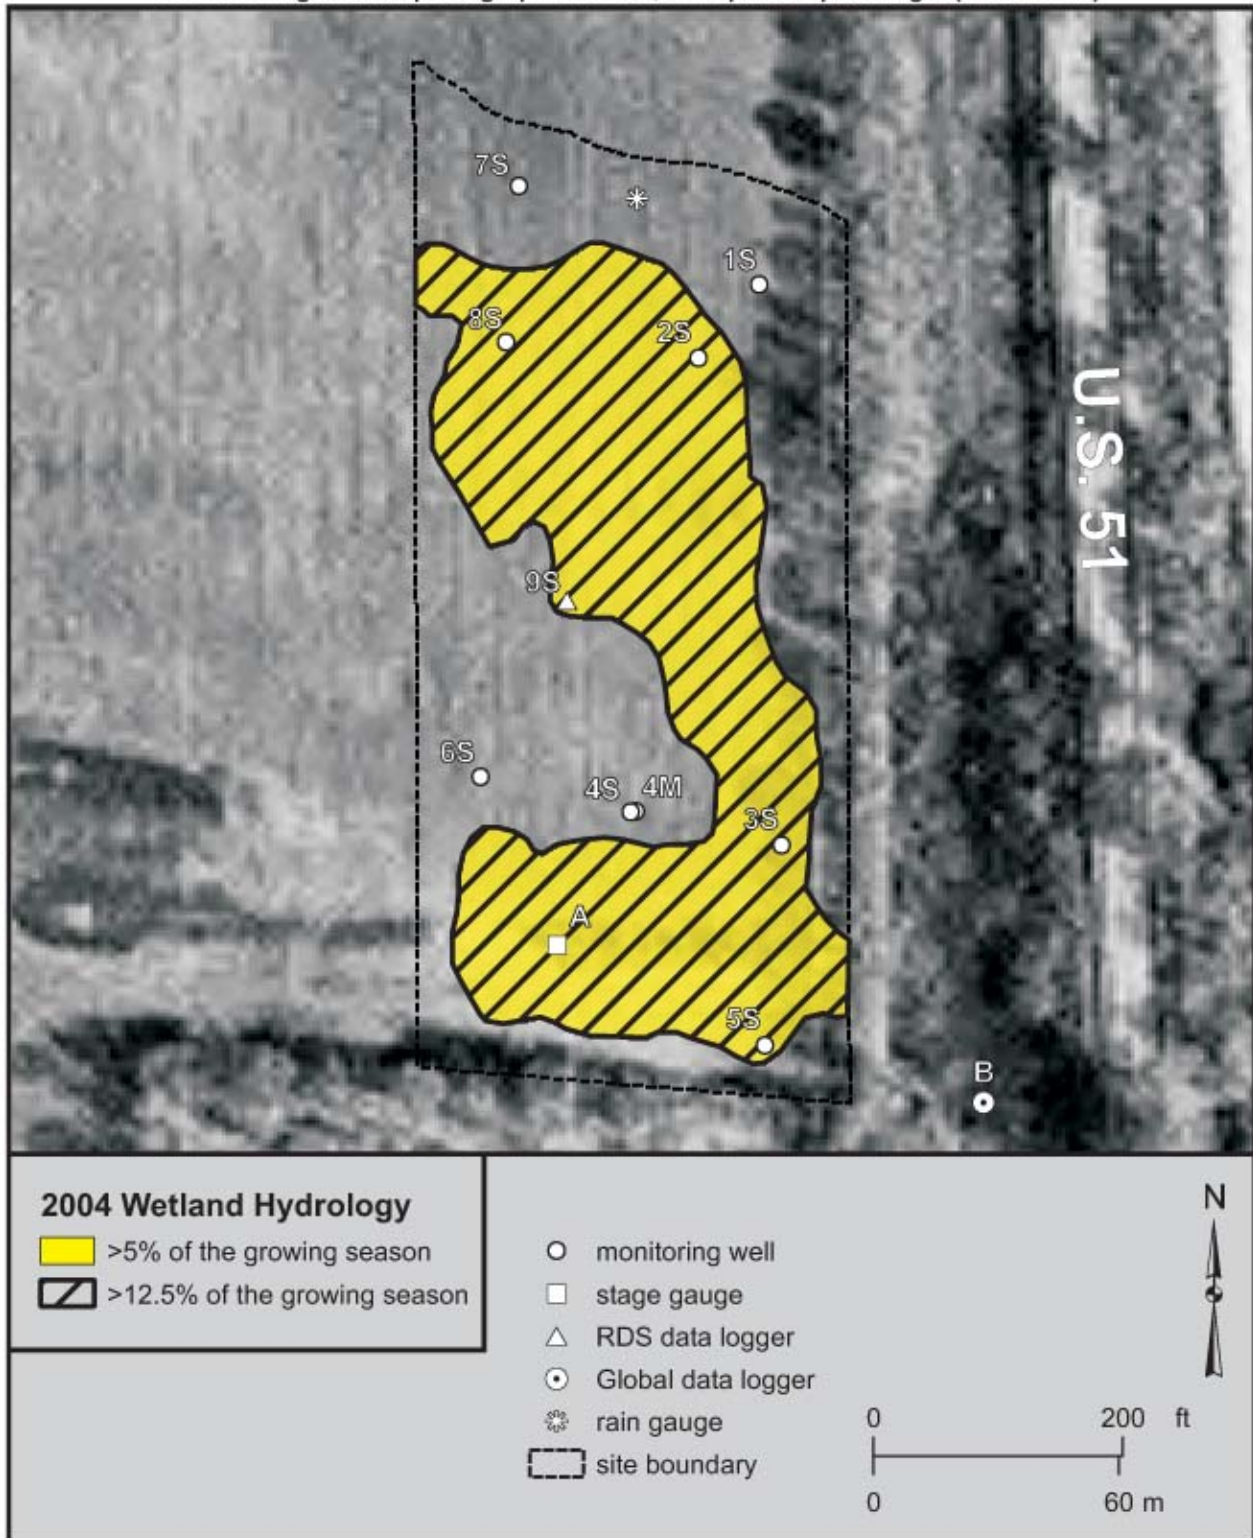 7S
1S
8S
2S
U.S. 51
9S
6S
4S 4M
3S
A
5S
B
2004 Wetland Hydrology
>5% of the growing season
>12.5% of the growing season
monitoring well
stage gauge
RDS data logger
Global data logger
rain gauge
site boundary
N
0 200 ft
0 60 m